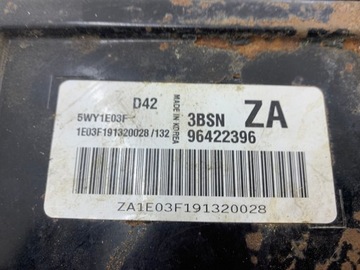 D42
MADE IN KOREA
3BSN
ZA
5WY1E03F
1E03F191320028/132
96422396
ZA1E03F191320028